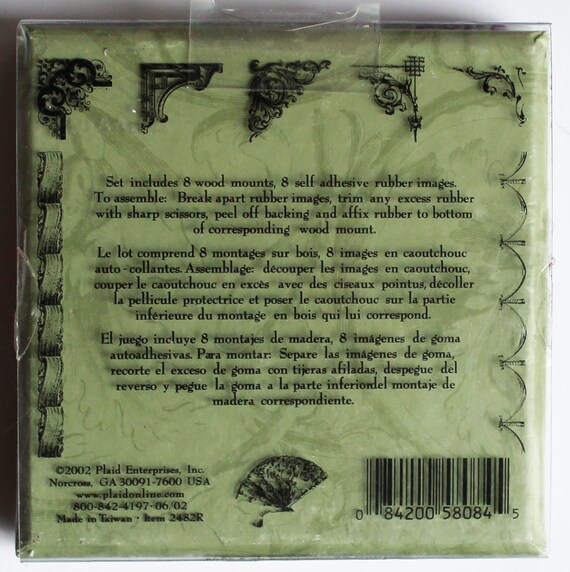 Set includes 8 wood mounts, 8 self adhesive rubber images.
To assemble: Break apart rubber images, trim any excess rubber
with sharp scissors, peel off backing and affix rubber to bottom
of corresponding wood mount.
Le lot comprend 8 montages sur bois, 8 images en caoutchouc
auto-collantes. Assemblage: découper les images en caoutchouc,
couper le caoutchouc en excès avec des ciseaux pointus, décoller
la pellicule protectrice et poser le caoutchouc sur la partie
inférieure du montage en bois qui lui correspond.
El juego incluye 8 montajes de madera, 8 imágenes de goma
autoadhesivas. Para montar: Separe las imágenes de goma,
recorte el exceso de goma con tijeras afiladas, despegue del
reverso y pegue la goma a la parte inferiordel montaje de
madera correspondiente.
©2002 Plaid Enterprises, Inc.
Norcross, GA 30091-7600 USA
www.plaidonline.com
800-842-4197 · 06/02
Made in Taiwan · Item 2482R
0 84200 58084 5